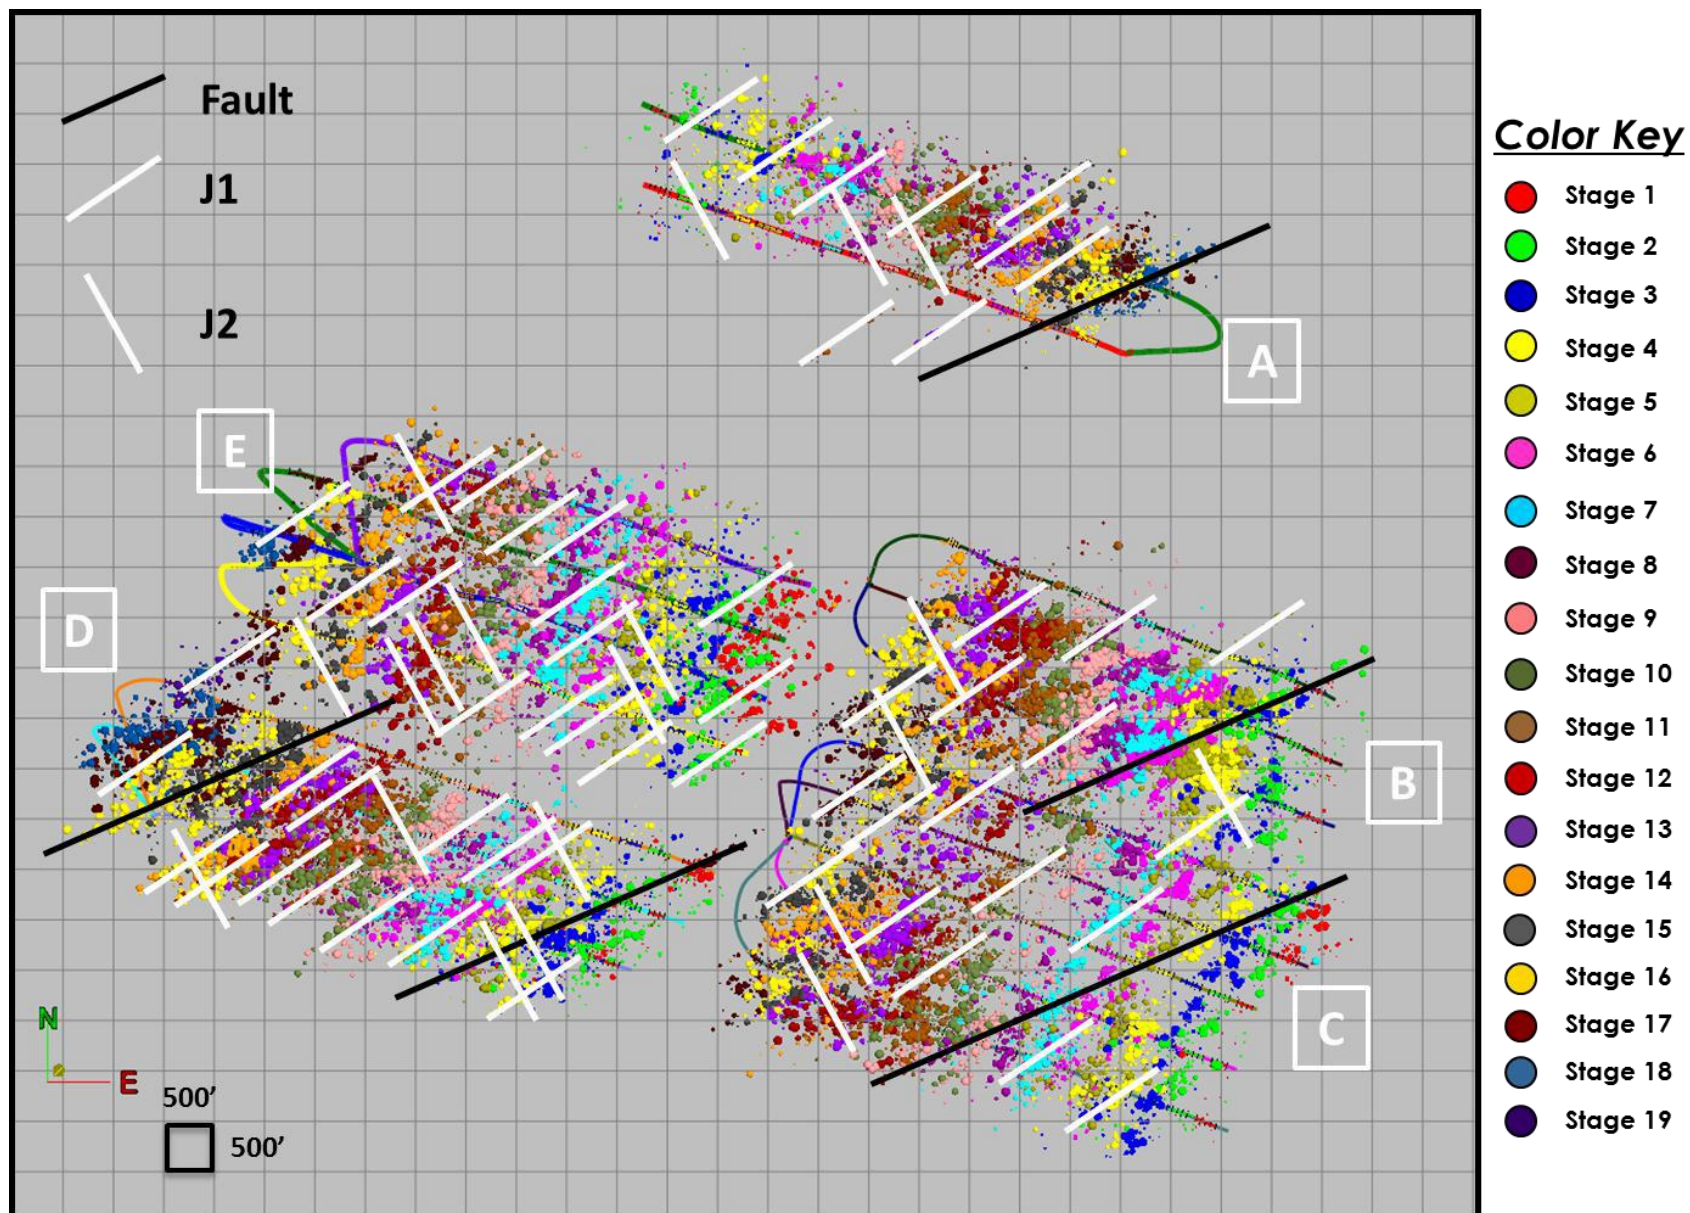 Fault
J1
J2
A
E
D
B
C
N
E
500’
500’
Color Key
Stage 1
Stage 2
Stage 3
Stage 4
Stage 5
Stage 6
Stage 7
Stage 8
Stage 9
Stage 10
Stage 11
Stage 12
Stage 13
Stage 14
Stage 15
Stage 16
Stage 17
Stage 18
Stage 19